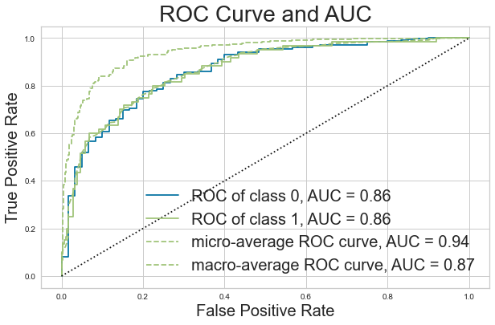 ROC Curve and AUC
True Positive Rate
1.0
0.8
0.6
0.4
0.2
0.0
ROC of class 0, AUC = 0.86
ROC of class 1, AUC = 0.86
micro-average ROC curve, AUC = 0.94
macro-average ROC curve, AUC = 0.87
0.0 0.2 0.4 0.6 0.8 1.0
False Positive Rate